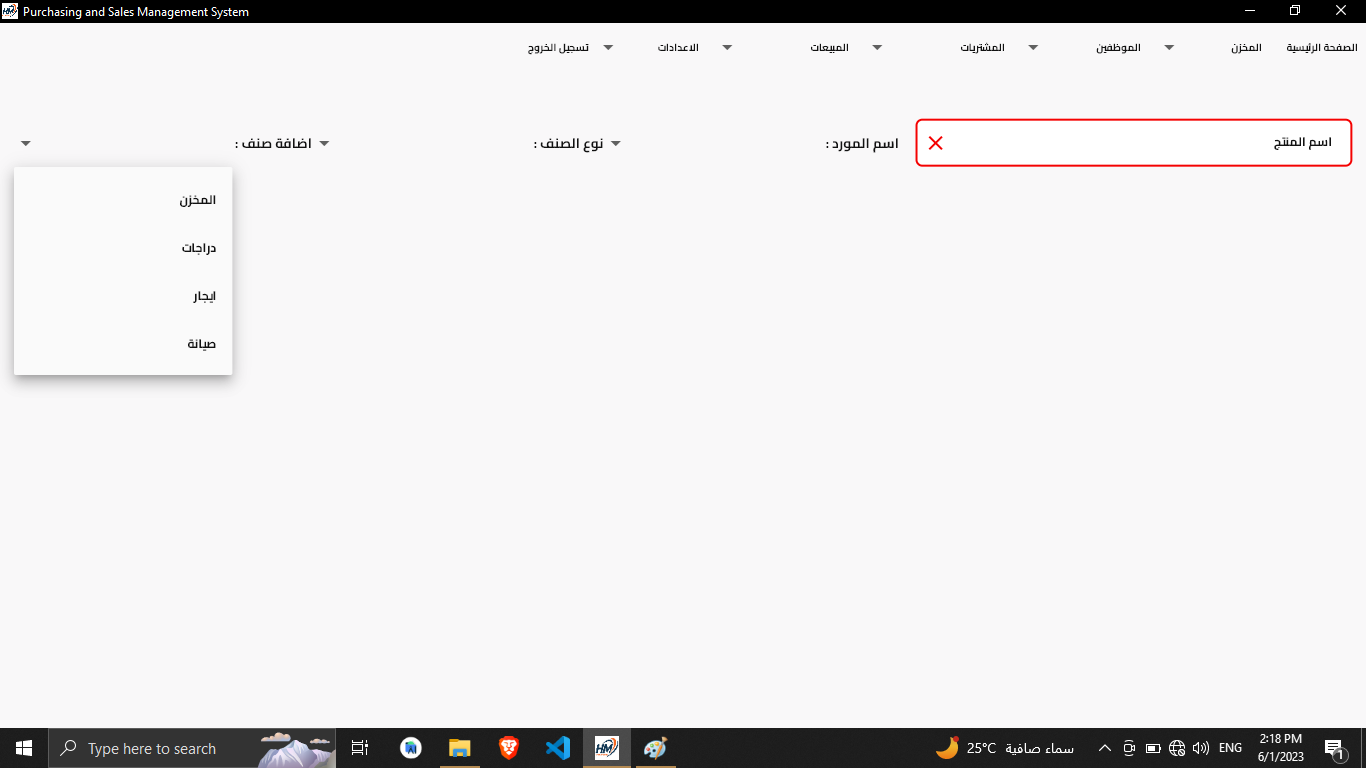 Purchasing and Sales Management System
الصفحة الرئيسية
المخزن
الموظفين
المشتريات
المبيعات
الاعدادات
تسجيل الخروج
اسم المنتج
اسم المورد :
نوع الصنف :
اضافة صنف :
المخزن
دراجات
ايجار
صيانة
Type here to search
25°C سماء صافية
ENG
2:18 PM
6/1/2023
1
HM